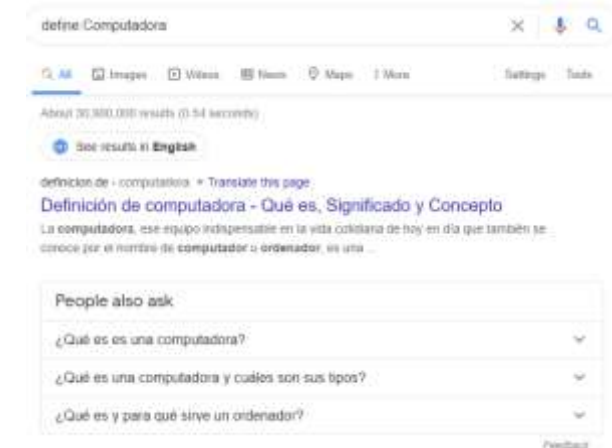 define:Computadora
All Images Videos News Maps More Settings Tools
About results (0.54 seconds)
See results in English
definicion.de › computadora Translate this page
Definición de computadora - Qué es, Significado y Concepto
La computadora, ese equipo indispensable en la vida cotidiana de hoy en día que también se
conoce por el nombre de computador u ordenador, es una ...
People also ask
¿Qué es es una computadora?
¿Qué es una computadora y cuáles son sus tipos?
¿Qué es y para qué sirve un ordenador?
Feedback